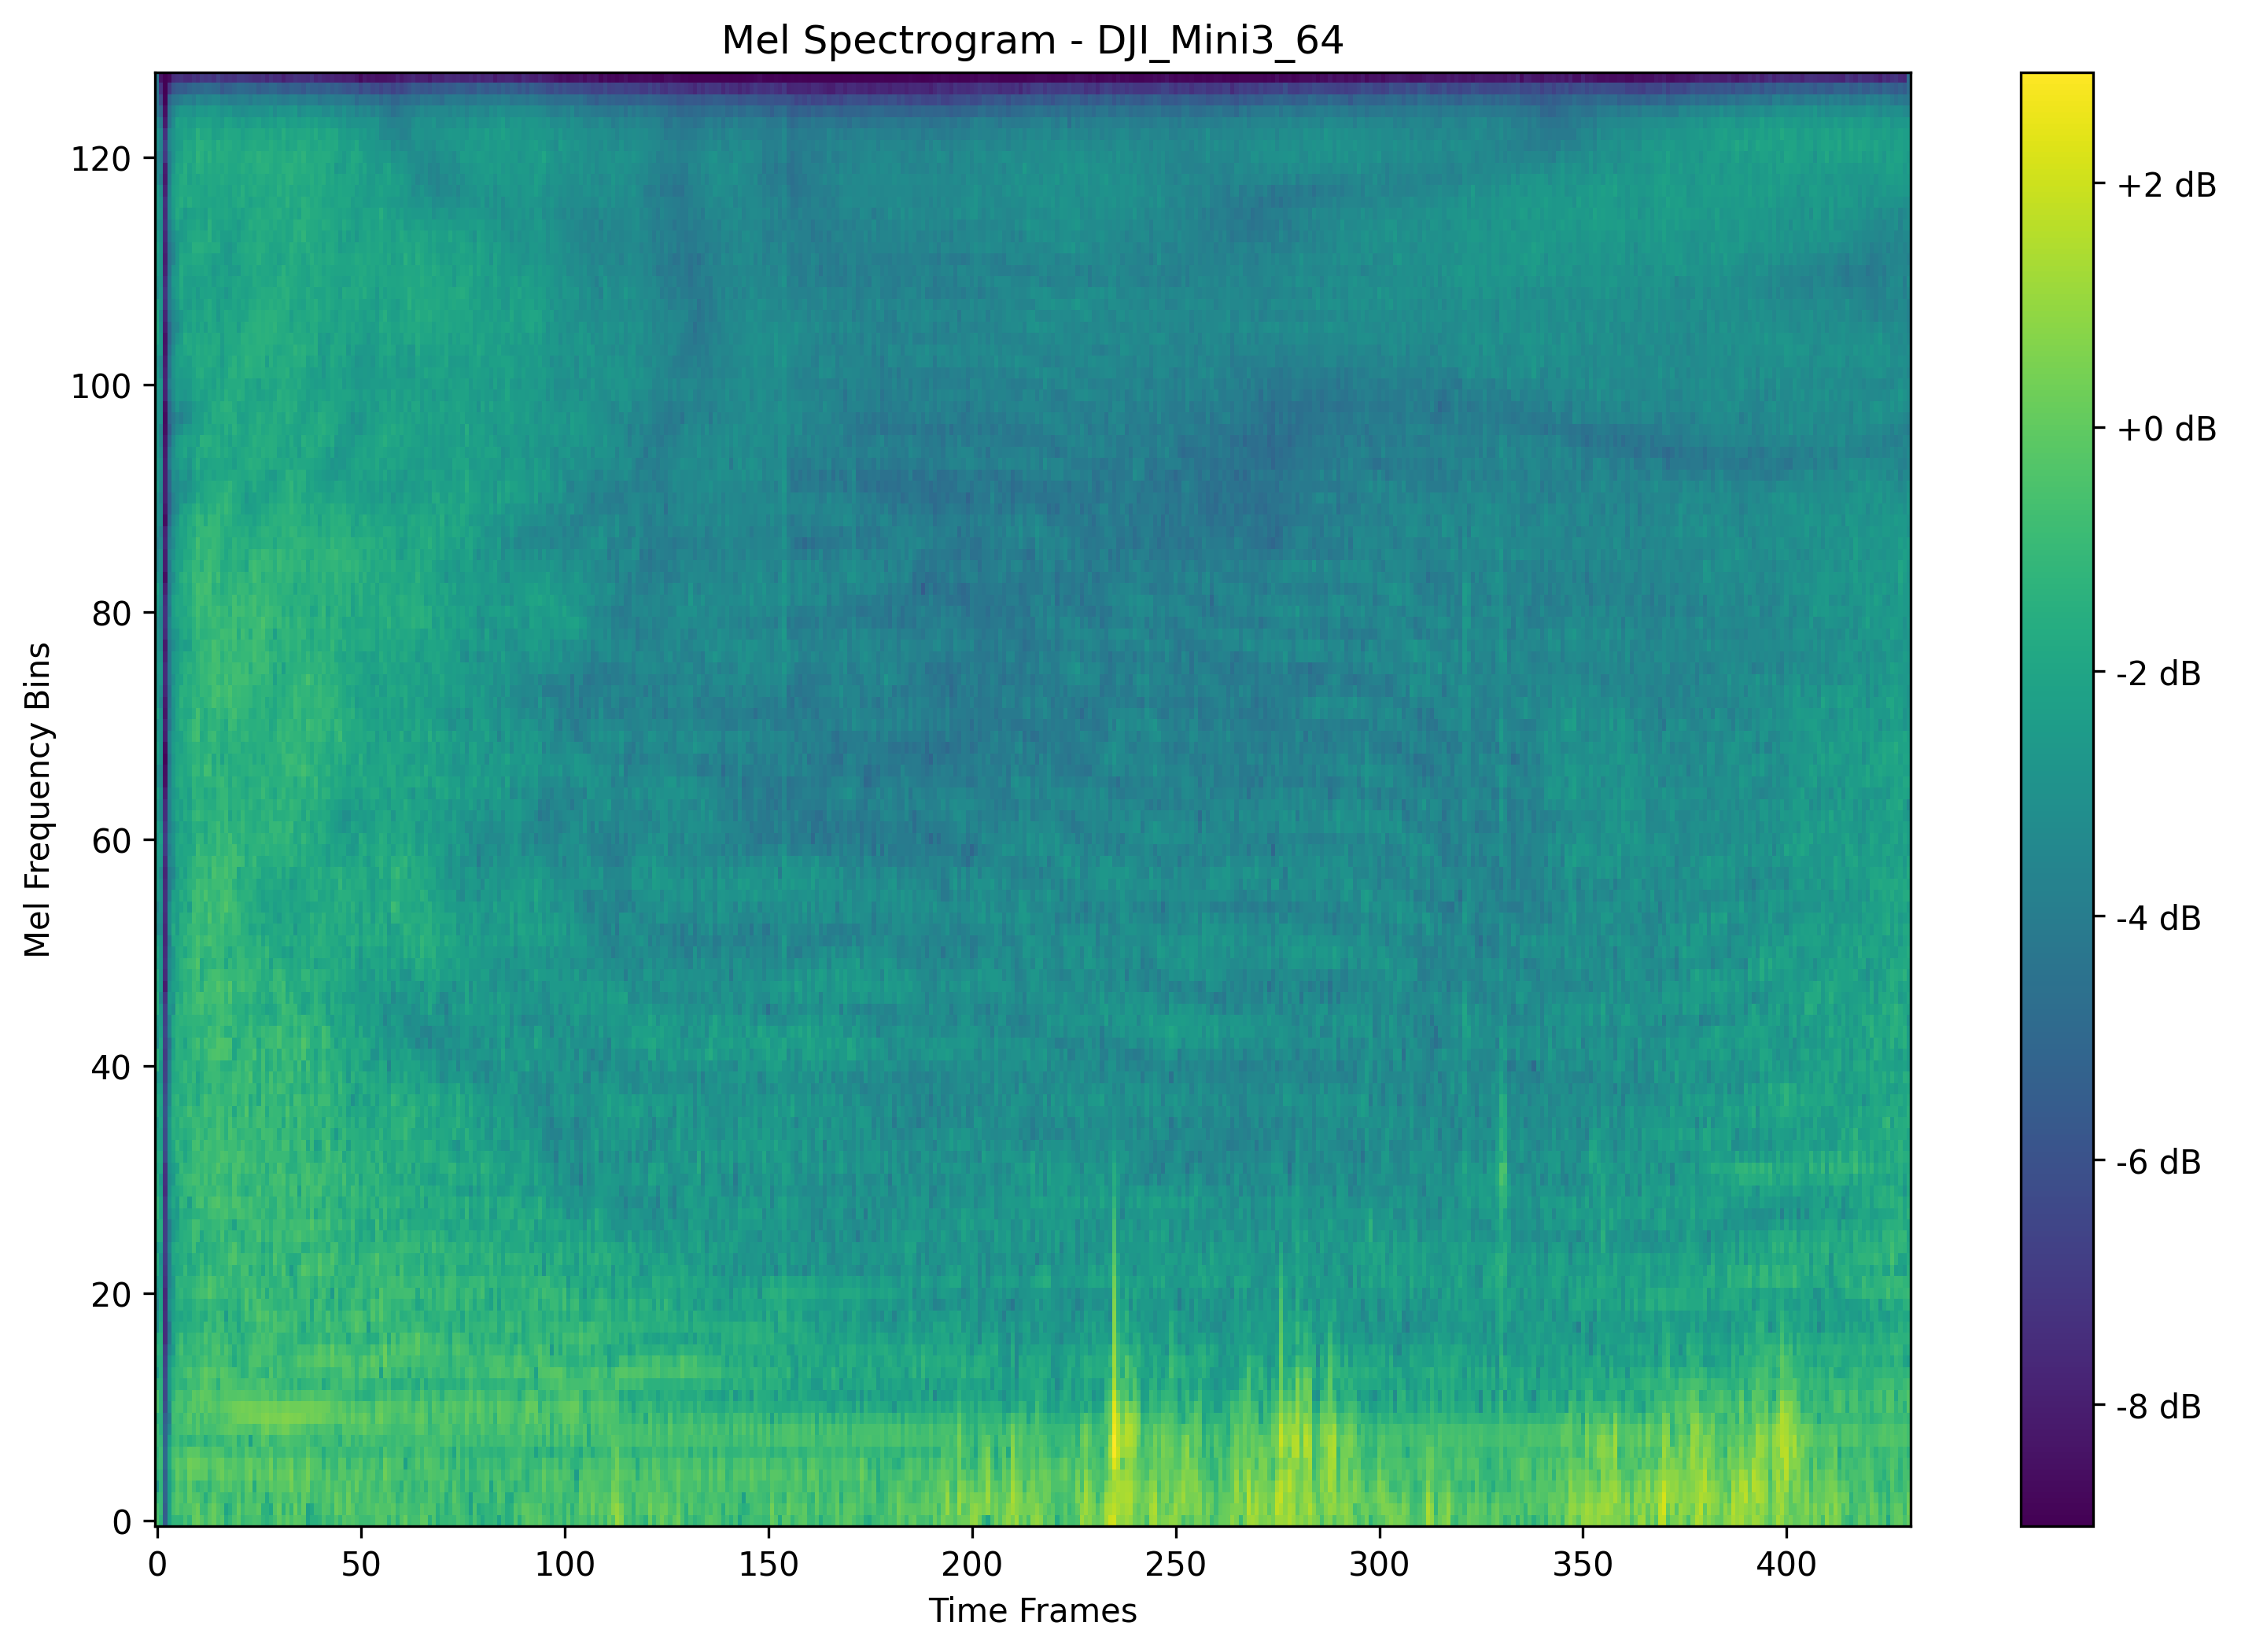 Mel Spectrogram - DJI_Mini3_64
120
100
80
60
40
20
0
Mel Frequency Bins
0 50 100 150 200 250 300 350 400
Time Frames
+2 dB
+0 dB
-2 dB
-4 dB
-6 dB
-8 dB